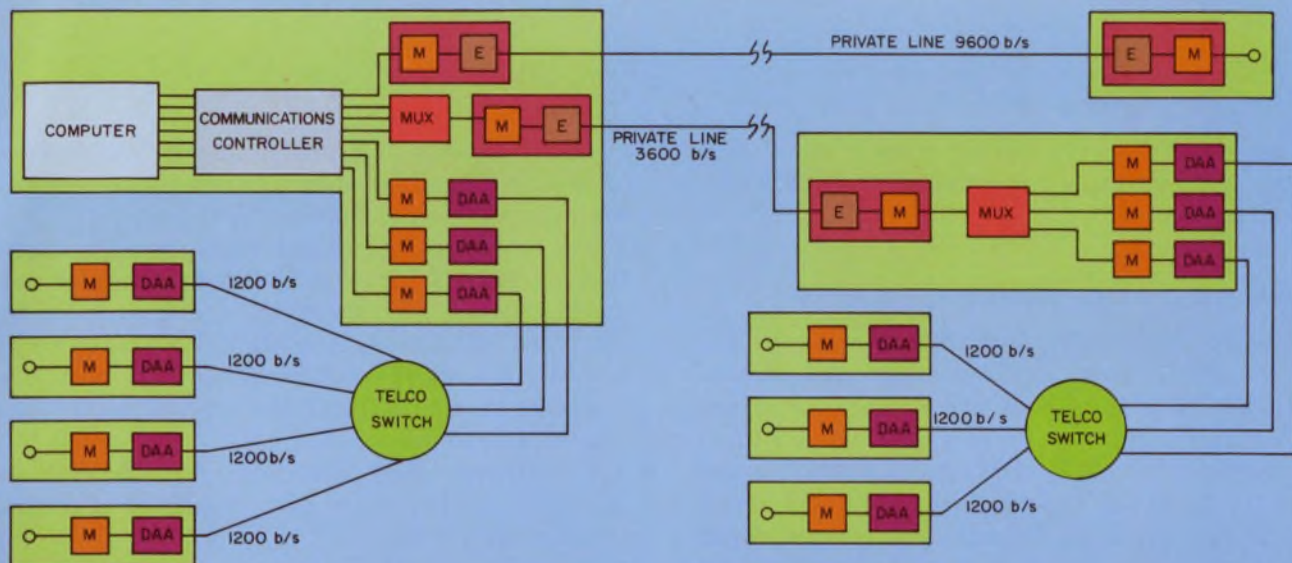 M E
PRIVATE LINE 9600 b/s
E M
COMPUTER
COMMUNICATIONS
CONTROLLER
MUX
M E
PRIVATE LINE
3600 b/s
E M
MUX
M DAA
M DAA
M DAA
M DAA
M DAA
M DAA
M DAA
1200 b/s
M DAA
1200 b/s
M DAA
1200b/s
M DAA
1200 b/s
TELCO
SWITCH
M DAA
1200 b/s
M DAA
1200 b/s
M DAA
1200 b/s
TELCO
SWITCH